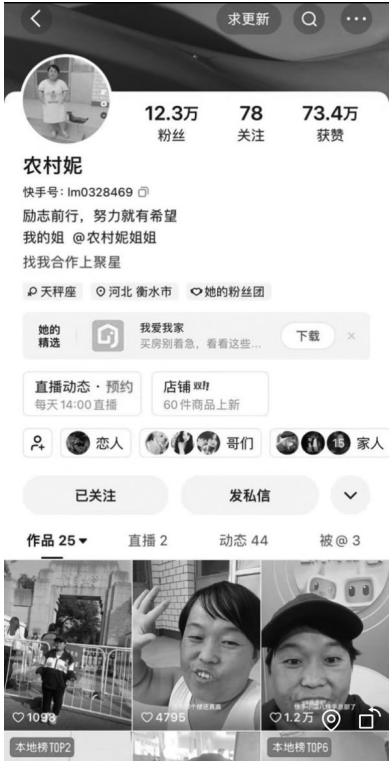 求更新
12.3万
78
73.4万
粉丝
关注
获赞
农村妮
快手号: lm0328469
励志前行，努力就有希望
我的姐 @农村妮姐姐
找我合作上聚星
天秤座
河北 衡水市
她的粉丝团
她的
精选
我爱我家
买房别着急，看看这些...
下载
直播动态 · 预约
每天14:00直播
店铺
60件商品上新
恋人
哥们
15
家人
已关注
发私信
作品 25
直播 2
动态 44
被@ 3
1093
4795
1.2万
本地榜TOP2
本地榜TOP6